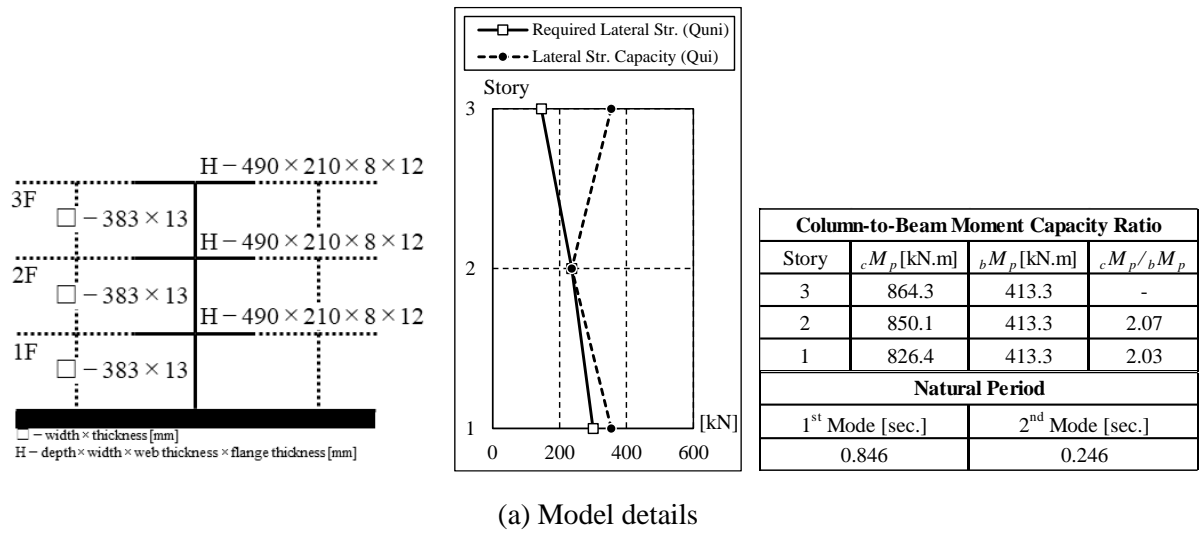 H－490×210×8×12
3F
□－383×13
H－490×210×8×12
2F
□－383×13
H－490×210×8×12
1F
□－383×13
□－width×thickness[mm]
H－depth×width×web thickness×flange thickness[mm]
Required Lateral Str. (Quni)
Lateral Str. Capacity (Qui)
Story
3
0 200 400 600
2
1
[kN]
0 200 400 600
Column-to-Beam Moment Capacity Ratio
Story cMp[kN.m] bMp[kN.m] cMp/bMp
3 864.3 413.3 -
2 850.1 413.3 2.07
1 826.4 413.3 2.03
Natural Period
1st Mode [sec.] 2nd Mode [sec.]
0.846 0.246
(a) Model details